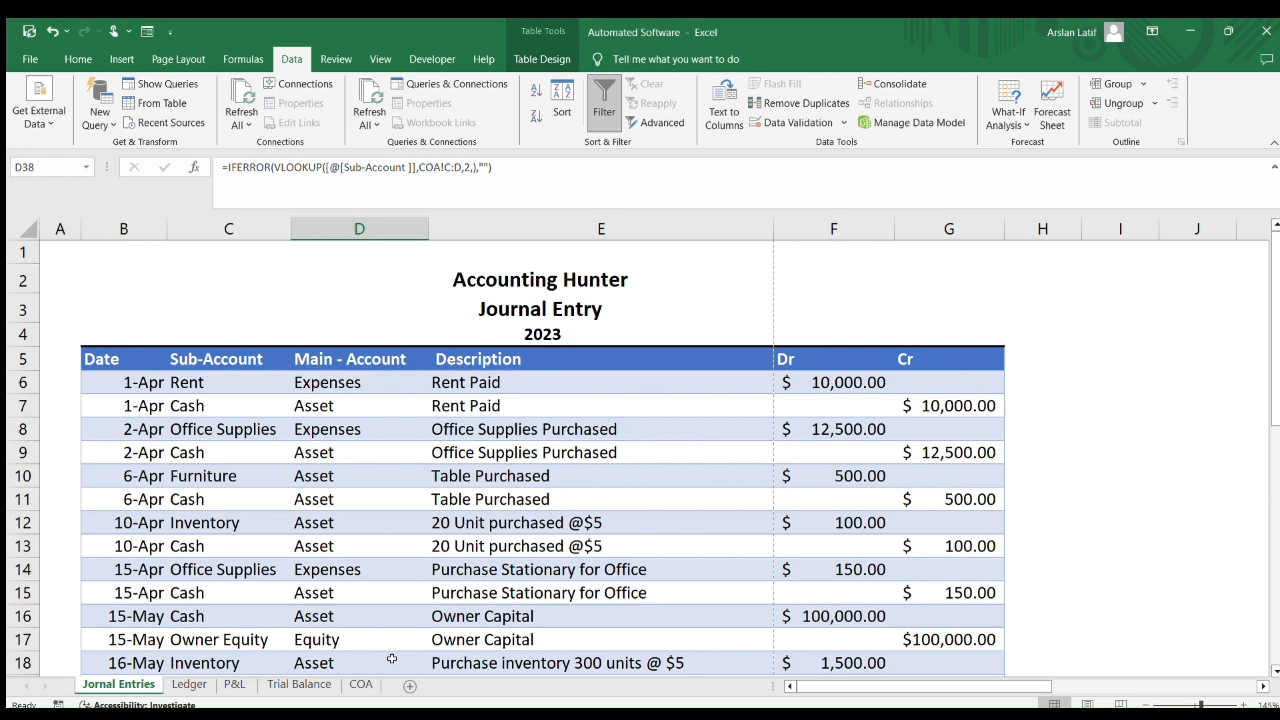 Table Tools
Automated Software - Excel
Arslan Latif
File Home Insert Page Layout Formulas Data Review View Developer Help Table Design Tell me what you want to do
Get External Data
New Query
Show Queries
From Table
Recent Sources
Get & Transform
Refresh All
Connections
Properties
Edit Links
Connections
Refresh All
Queries & Connections
Properties
Workbook Links
Queries & Connections
Sort
Filter
Clear
Reapply
Advanced
Sort & Filter
Text to Columns
Flash Fill
Remove Duplicates
Data Validation
Consolidate
Relationships
Manage Data Model
Data Tools
What-If Analysis
Forecast Sheet
Forecast
Group
Ungroup
Subtotal
Outline
D38 fx =IFERROR(VLOOKUP([@[Sub-Account ]],COA!C:D,2,),"")
A B C D E F G H I J
1
2 Accounting Hunter
3 Journal Entry
4 2023
5 Date Sub-Account Main - Account Description Dr Cr
6 1-Apr Rent Expenses Rent Paid $ 10,000.00
7 1-Apr Cash Asset Rent Paid $ 10,000.00
8 2-Apr Office Supplies Expenses Office Supplies Purchased $ 12,500.00
9 2-Apr Cash Asset Office Supplies Purchased $ 12,500.00
10 6-Apr Furniture Asset Table Purchased $ 500.00
11 6-Apr Cash Asset Table Purchased $ 500.00
12 10-Apr Inventory Asset 20 Unit purchased @$5 $ 100.00
13 10-Apr Cash Asset 20 Unit purchased @$5 $ 100.00
14 15-Apr Office Supplies Expenses Purchase Stationary for Office $ 150.00
15 15-Apr Cash Asset Purchase Stationary for Office $ 150.00
16 15-May Cash Asset Owner Capital $ 100,000.00
17 15-May Owner Equity Equity Owner Capital $100,000.00
18 16-May Inventory Asset Purchase inventory 300 units @ $5 $ 1,500.00
Jornal Entries Ledger P&L Trial Balance COA
Ready Accessibility: Investigate 145%